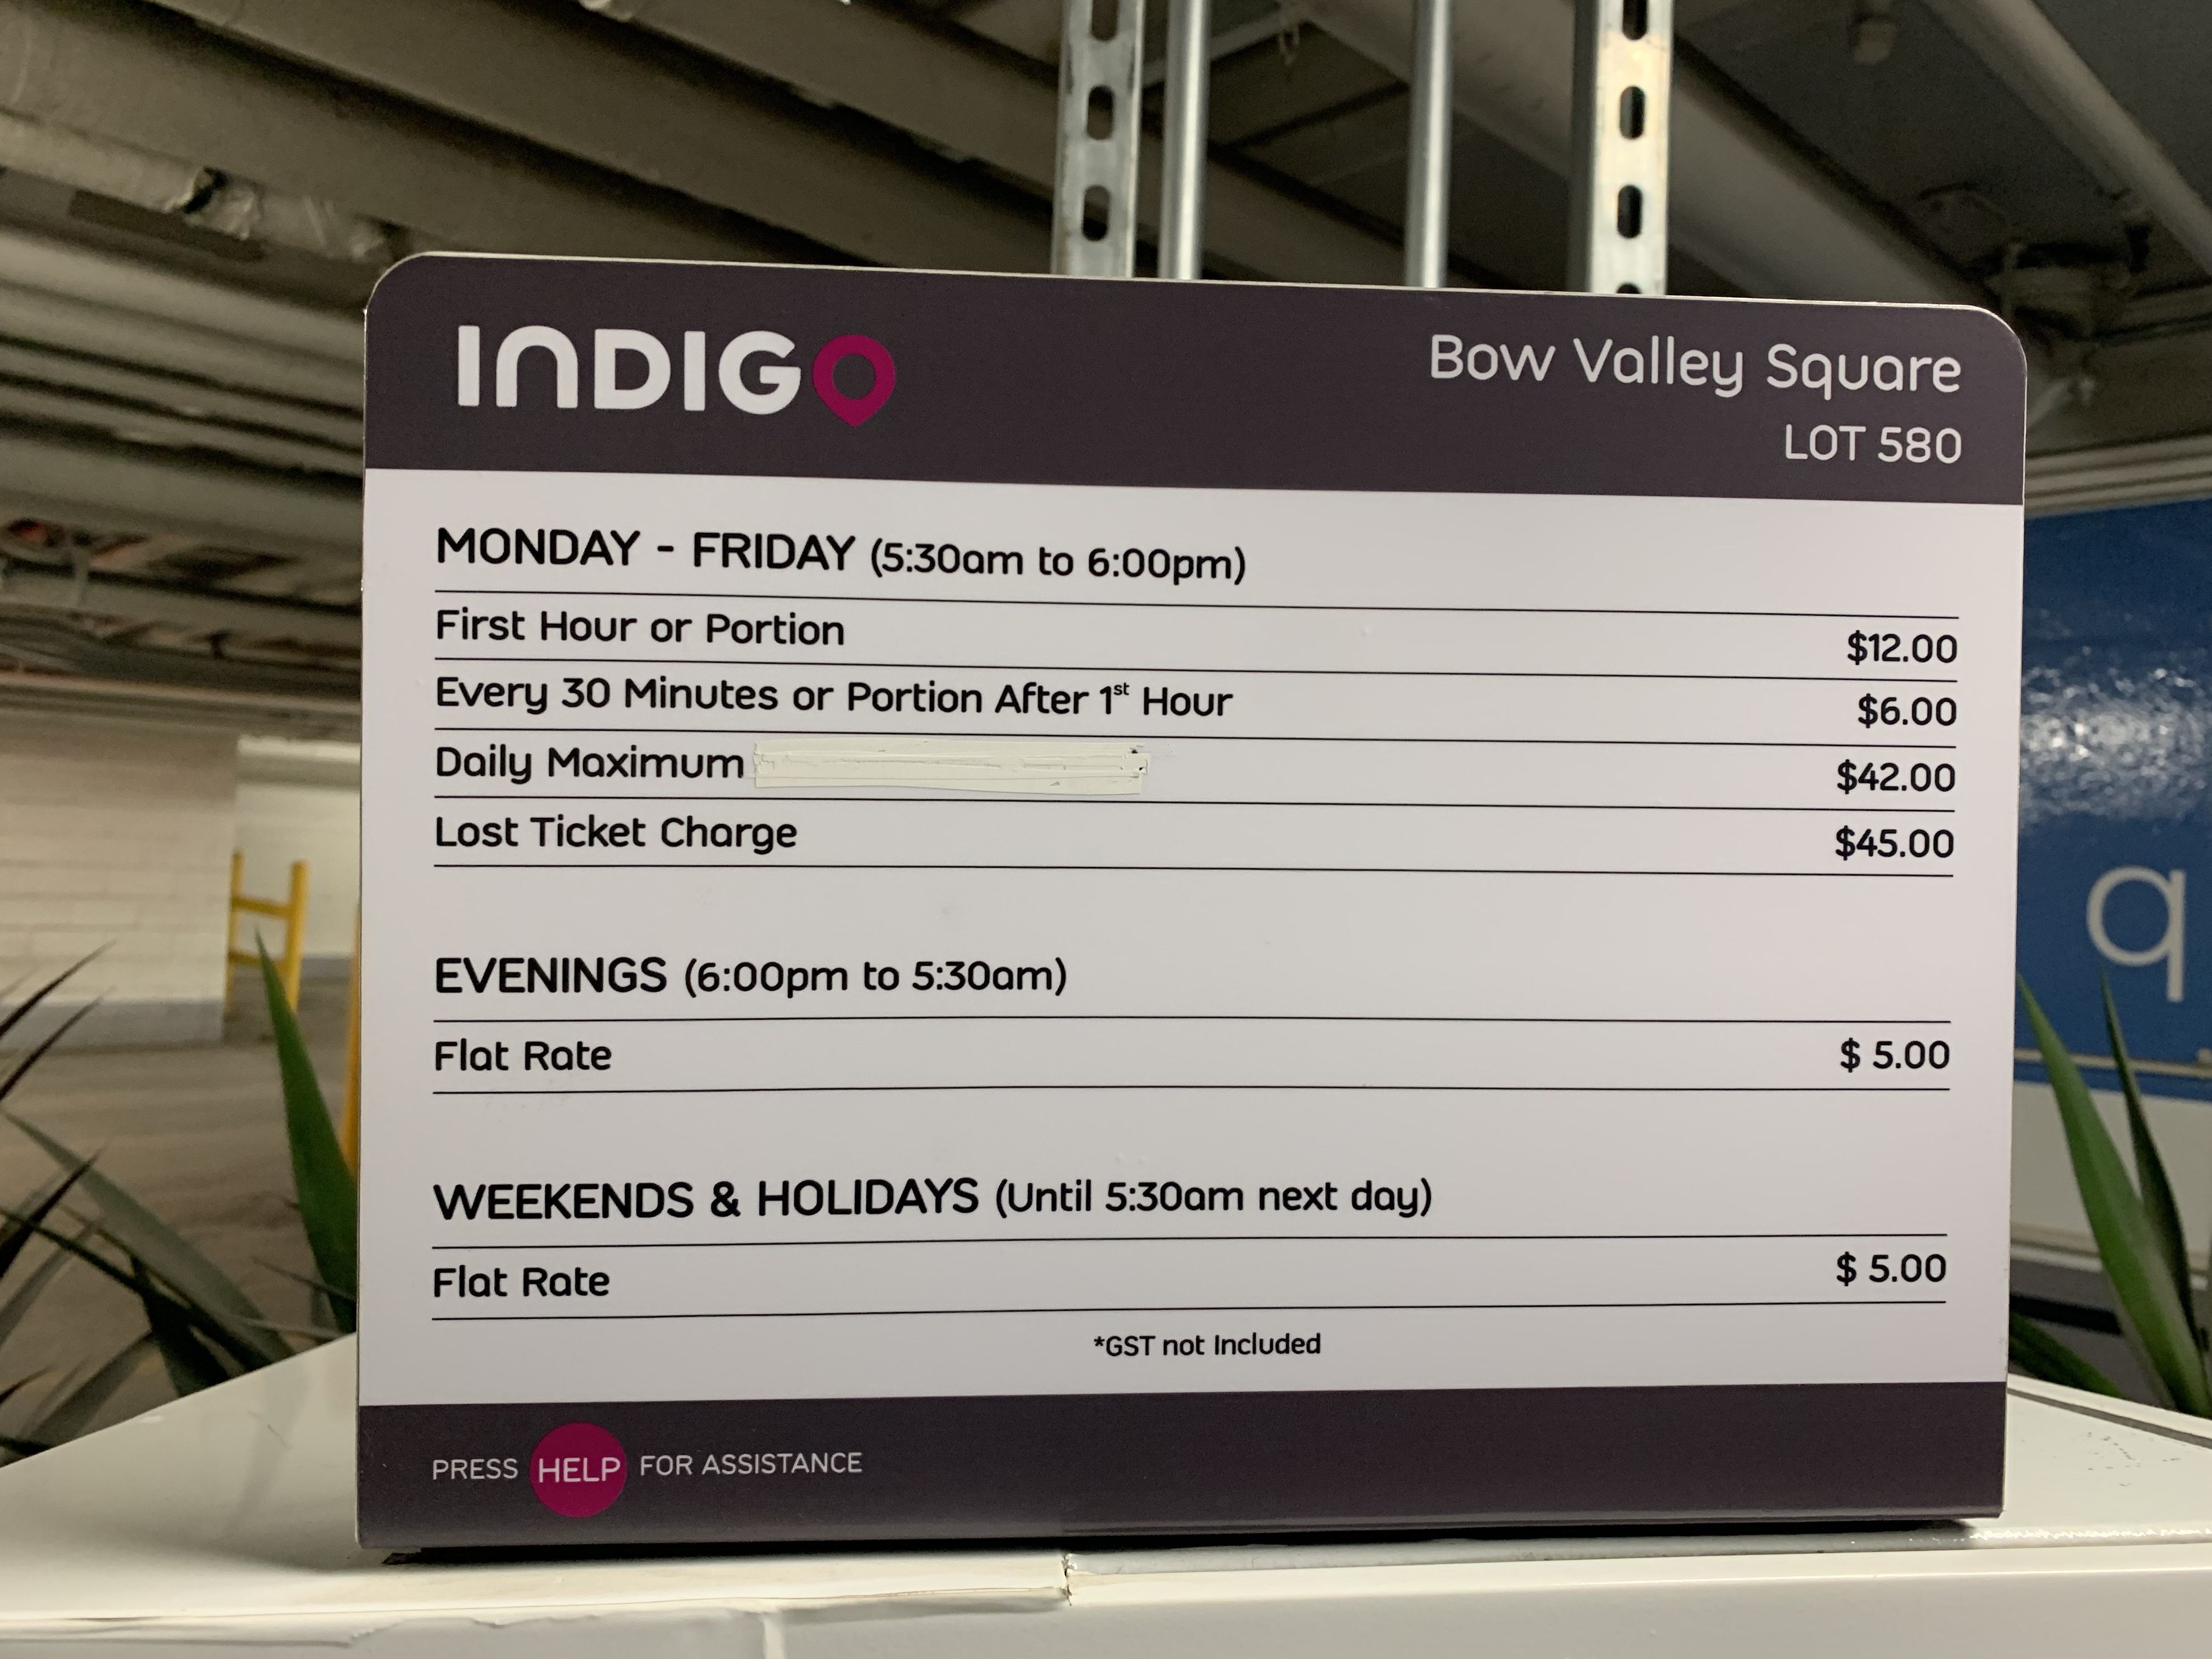 INDIGO
Bow Valley Square
LOT 580
MONDAY - FRIDAY (5:30am to 6:00pm)
First Hour or Portion $12.00
Every 30 Minutes or Portion After 1st Hour $6.00
Daily Maximum $42.00
Lost Ticket Charge $45.00
EVENINGS (6:00pm to 5:30am)
Flat Rate $ 5.00
WEEKENDS & HOLIDAYS (Until 5:30am next day)
Flat Rate $ 5.00
*GST not Included
PRESS HELP FOR ASSISTANCE
q